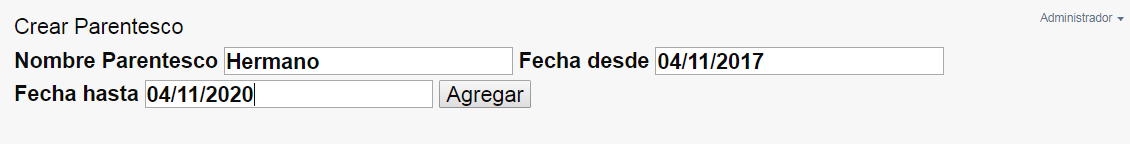 Crear Parentesco
Administrador
Nombre Parentesco Hermano Fecha desde 04/11/2017
Fecha hasta 04/11/2020 Agregar